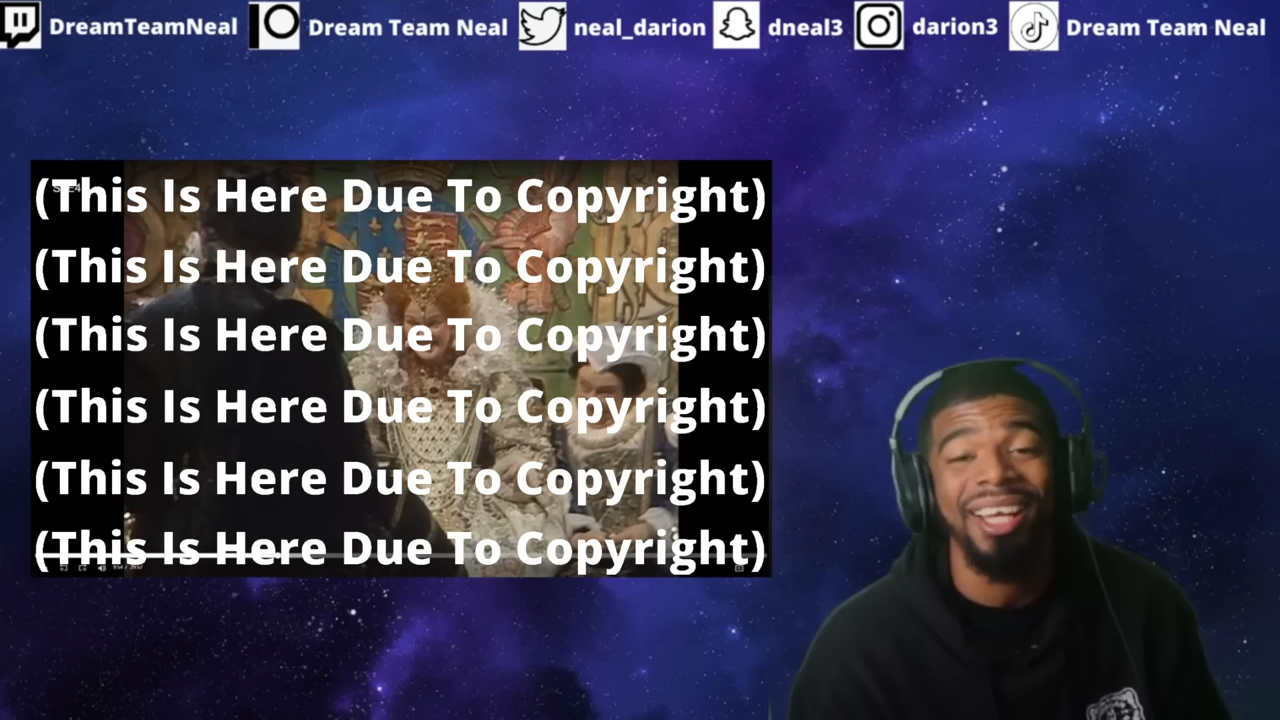 DreamTeamNeal Dream Team Neal neal_darion dneal3 darion3 Dream Team Neal
(This Is Here Due To Copyright)
(This Is Here Due To Copyright)
(This Is Here Due To Copyright)
(This Is Here Due To Copyright)
(This Is Here Due To Copyright)
(This Is Here Due To Copyright)